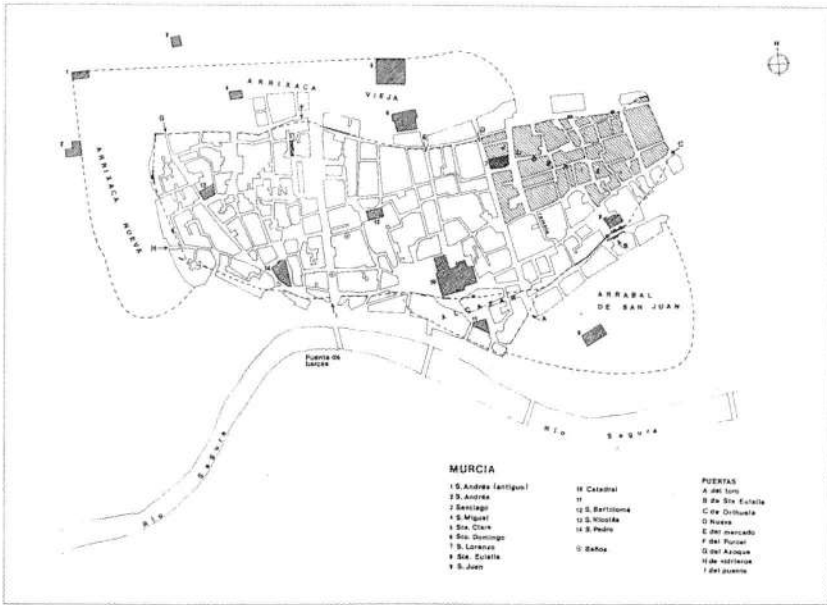 N
ARRIXACA
VIEJA
ARRIXACA NUEVA
G
H
C
B
A
I
ALCAZAR
ARRABAL
DE SAN JUAN
Puente de
barcas
Río Segura
Río Segura
MURCIA
1 S. Andrés (antiguo)
2 S. Andrés
3 Santiago
4 S. Miguel
5 Sta. Clara
6 Sto. Domingo
7 S. Lorenzo
8 Sta. Eulalia
9 S. Juan
10 Catedral
11
12 S. Bartolomé
13 S. Nicolás
14 S. Pedro
Baños
PUERTAS
A del toro
B de Sta Eulalia
C de Orihuela
D Nueva
E del mercado
F del Porcel
G del Azoque
H de vidrieros
I del puente